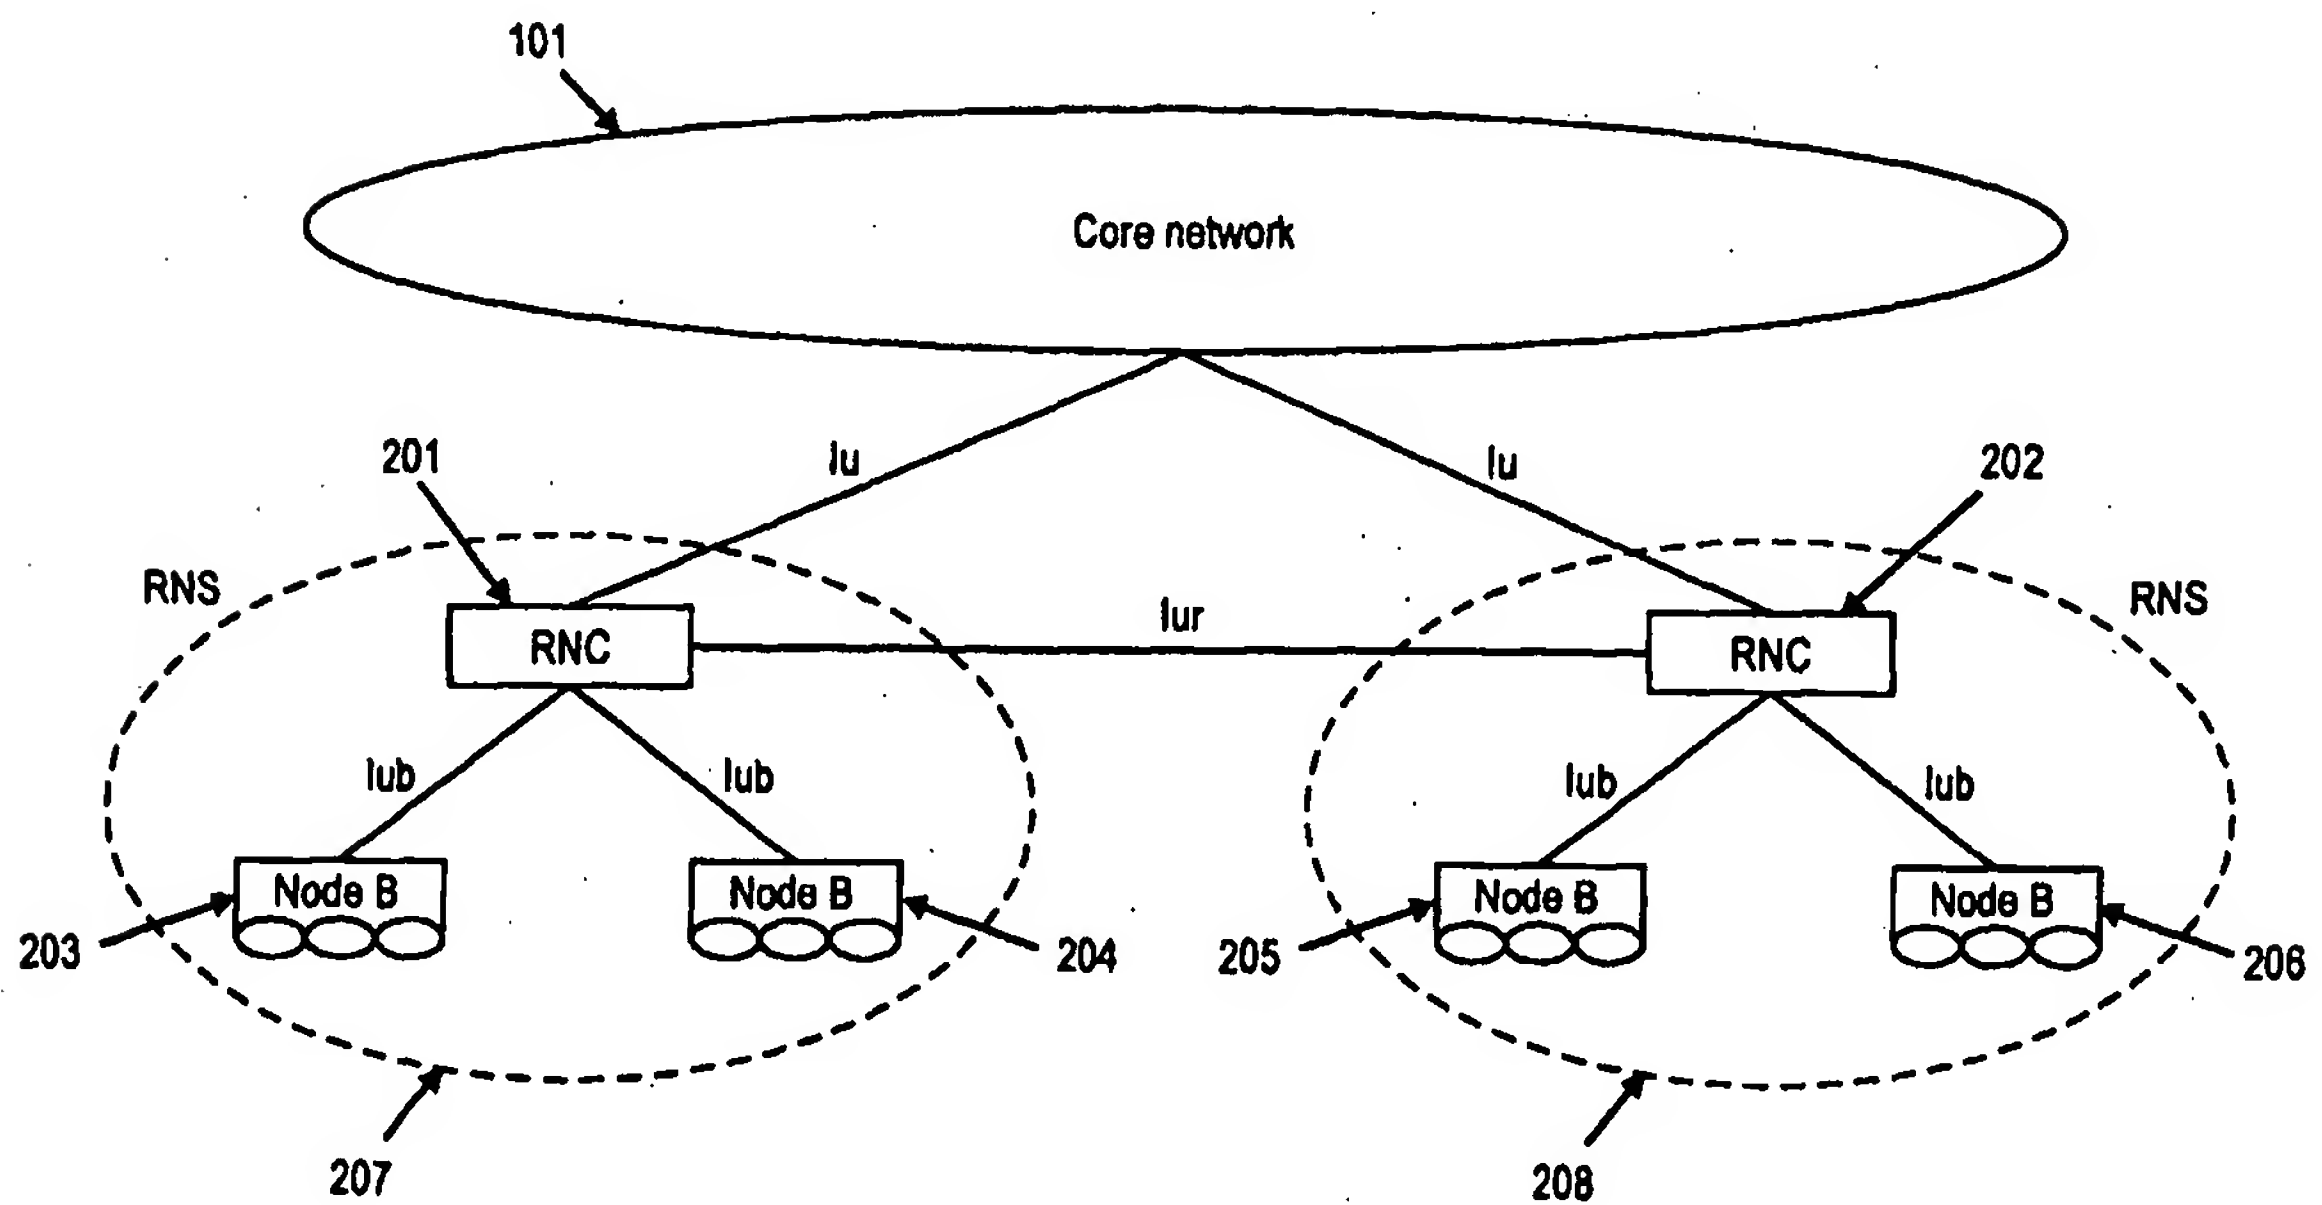 101
Core network
201
Iu
Iu
202
RNS
RNS
RNC
Iur
RNC
Iub
Iub
Iub
Iub
Node B
Node B
Node B
Node B
203
204
205
206
207
208